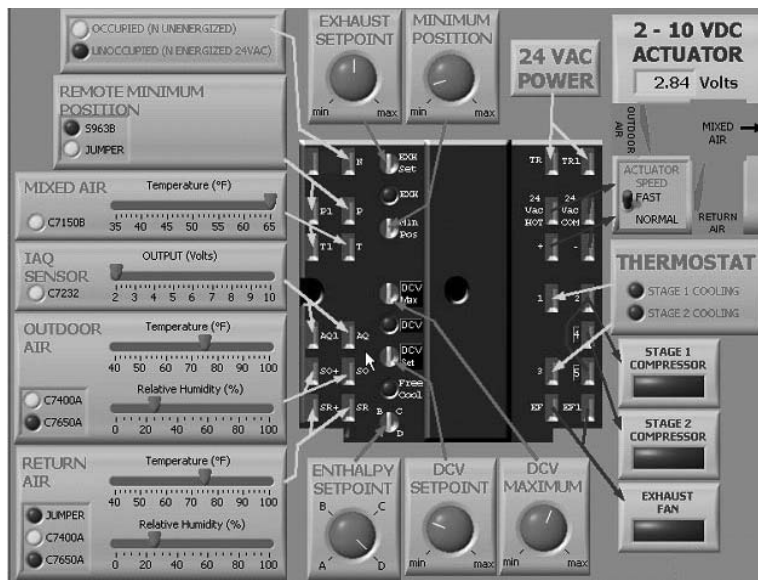 OCCUPIED (N UNENERGIZED)
UNOCCUPIED (N ENERGIZED 24VAC)
REMOTE MINIMUM
POSITION
S963B
JUMPER
MIXED AIR
Temperature (°F)
C7150B
35 40 45 50 55 60 65
IAQ
SENSOR
OUTPUT (Volts)
C7232
2 3 4 5 6 7 8 9 10
OUTDOOR
AIR
Temperature (°F)
40 60 80 100
Relative Humidity (%)
C7400A
C7650A
0 20 40 60 80 100
RETURN
AIR
Temperature (°F)
40 60 80 100
JUMPER
C7400A
C7650A
Relative Humidity (%)
0 20 40 60 80 100
EXHAUST
SETPOINT
min max
MINIMUM
POSITION
min max
24 VAC
POWER
2 - 10 VDC
ACTUATOR
2.84 Volts
OUTDOOR
AIR
MIXED
AIR
ACTUATOR
SPEED
FAST
NORMAL
RETURN
AIR
THERMOSTAT
STAGE 1 COOLING
STAGE 2 COOLING
STAGE 1
COMPRESSOR
STAGE 2
COMPRESSOR
EXHAUST
FAN
N
EXH
Set
TR TR1
P1 P
EXH
24
Vac
HOT
24
Vac
COM
T1 T
Min
Pos
+ -
DCV
Max
1 2
AQ1 AQ
DCV
4
SO+ SO
DCV
Set
3 5
Free
Cool
SR+ SR
B C
D
EF EF1
ENTHALPY
SETPOINT
B C
A D
DCV
SETPOINT
min max
DCV
MAXIMUM
min max